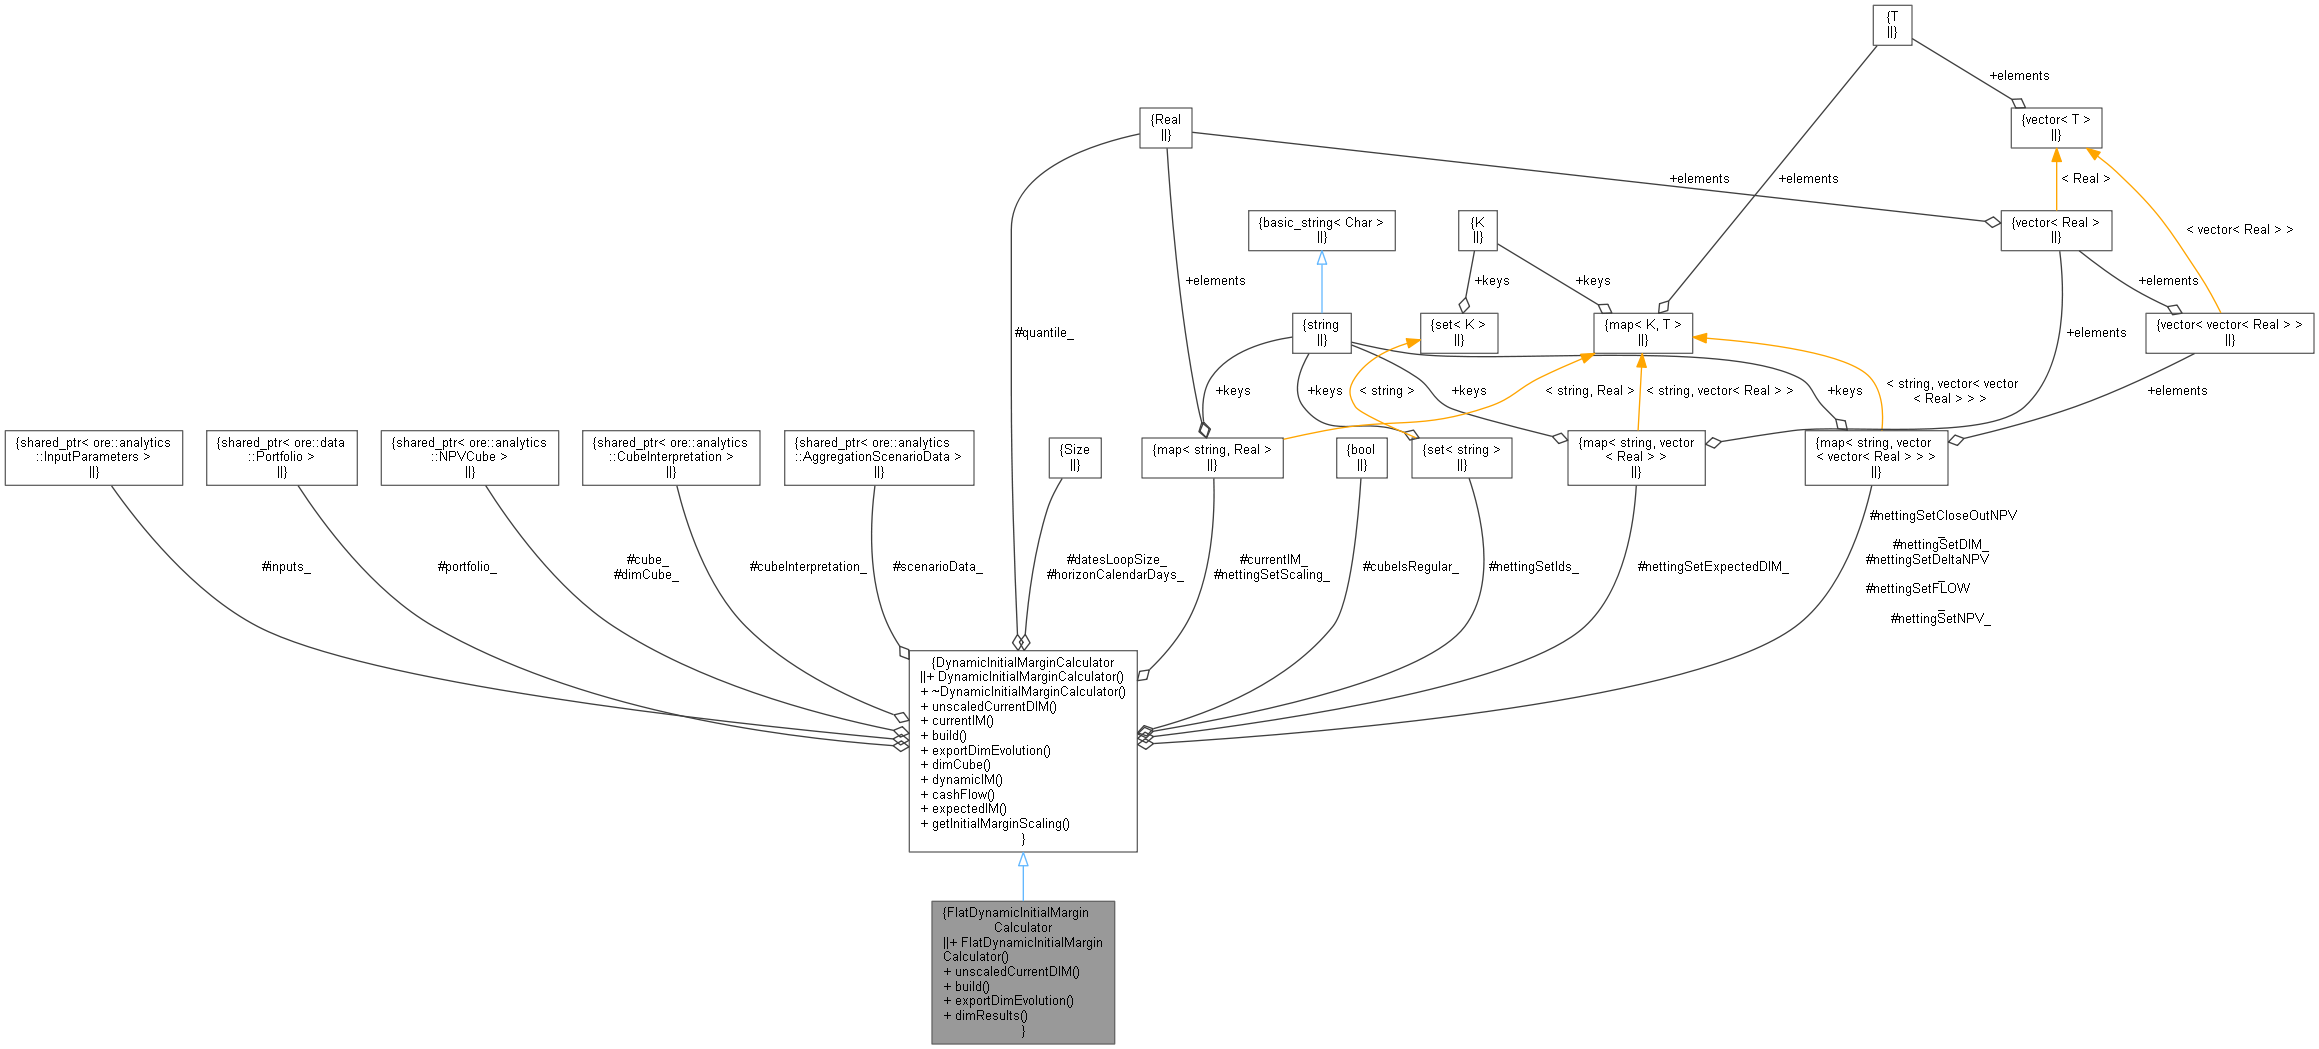 {T
||}
+elements
{Real
||}
{vector< T >
||}
+elements
+elements
< Real >
{basic_string< Char >
||}
{K
||}
{vector< Real >
||}
< vector< Real > >
+elements
+keys
+keys
+elements
#quantile_
{string
||}
{set< K >
||}
{map< K, T >
||}
+elements
{vector< vector< Real > >
||}
+keys
+keys
< string >
+keys
< string, Real >
< string, vector< Real > >
+keys
< string, vector< vector
< Real > > >
+elements
{shared_ptr< ore::analytics
::InputParameters >
||}
{shared_ptr< ore::data
::Portfolio >
||}
{shared_ptr< ore::analytics
::NPVCube >
||}
{shared_ptr< ore::analytics
::CubeInterpretation >
||}
{shared_ptr< ore::analytics
::AggregationScenarioData >
||}
{Size
||}
{map< string, Real >
||}
{bool
||}
{set< string >
||}
{map< string, vector
< Real > >
||}
{map< string, vector
< vector< Real > > >
||}
#inputs_
#portfolio_
#cube_
#dimCube_
#cubeInterpretation_
#scenarioData_
#datesLoopSize_
#horizonCalendarDays_
#currentIM_
#nettingSetScaling_
#cubeIsRegular_
#nettingSetIds_
#nettingSetExpectedDIM_
#nettingSetCloseOutNPV
_
#nettingSetDIM_
#nettingSetDeltaNPV
_
#nettingSetFLOW
_
#nettingSetNPV_
{DynamicInitialMarginCalculator
||+ DynamicInitialMarginCalculator()
+ ~DynamicInitialMarginCalculator()
+ unscaledCurrentDIM()
+ currentIM()
+ build()
+ exportDimEvolution()
+ dimCube()
+ dynamicIM()
+ cashFlow()
+ expectedIM()
+ getInitialMarginScaling()
}
{FlatDynamicInitialMargin
Calculator
||+ FlatDynamicInitialMargin
Calculator()
+ unscaledCurrentDIM()
+ build()
+ exportDimEvolution()
+ dimResults()
}